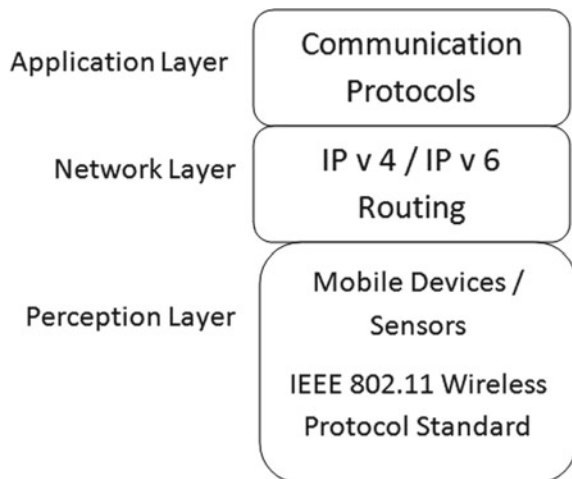 Application Layer
Communication
Protocols
Network Layer
IP v 4 / IP v 6
Routing
Perception Layer
Mobile Devices /
Sensors
IEEE 802.11 Wireless
Protocol Standard